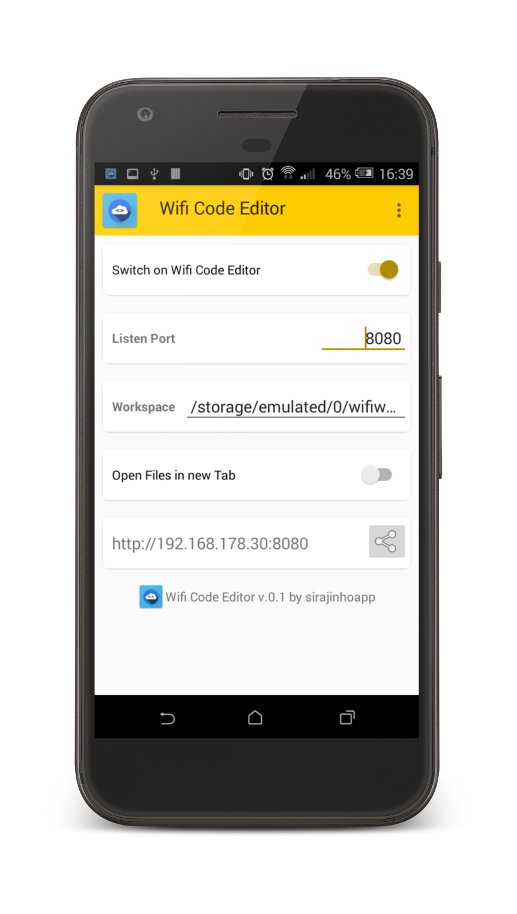 46% 16:39
Wifi Code Editor
Switch on Wifi Code Editor
Listen Port 8080
Workspace /storage/emulated/0/wifiw...
Open Files in new Tab
http://192.168.178.30:8080
Wifi Code Editor v.0.1 by sirajinhoapp